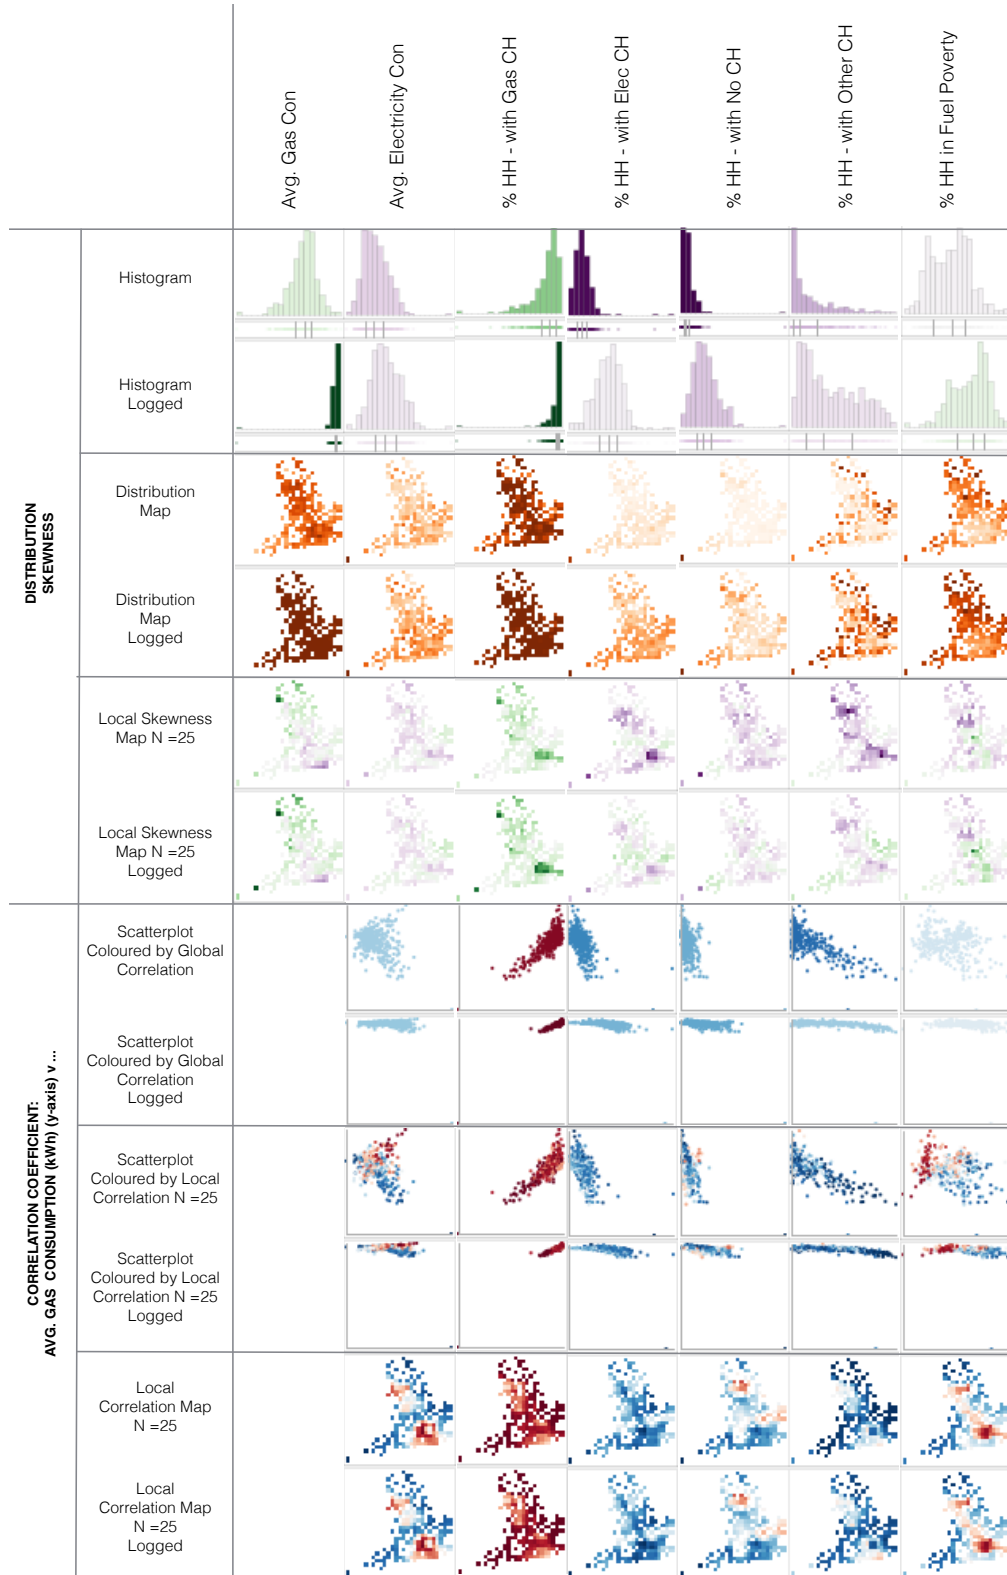 Avg. Gas Con
Avg. Electricity Con
% HH - with Gas CH
% HH - with Elec CH
% HH - with No CH
% HH - with Other CH
% HH in Fuel Poverty
DISTRIBUTION
SKEWNESS
Histogram
Histogram
Logged
Distribution
Map
Distribution
Map
Logged
Local Skewness
Map N =25
Local Skewness
Map N =25
Logged
CORRELATION COEFFICIENT:
AVG. GAS CONSUMPTION (kWh) (y-axis) v ...
Scatterplot
Coloured by Global
Correlation
Scatterplot
Coloured by Global
Correlation
Logged
Scatterplot
Coloured by Local
Correlation N =25
Scatterplot
Coloured by Local
Correlation N =25
Logged
Local
Correlation Map
N =25
Local
Correlation Map
N =25
Logged